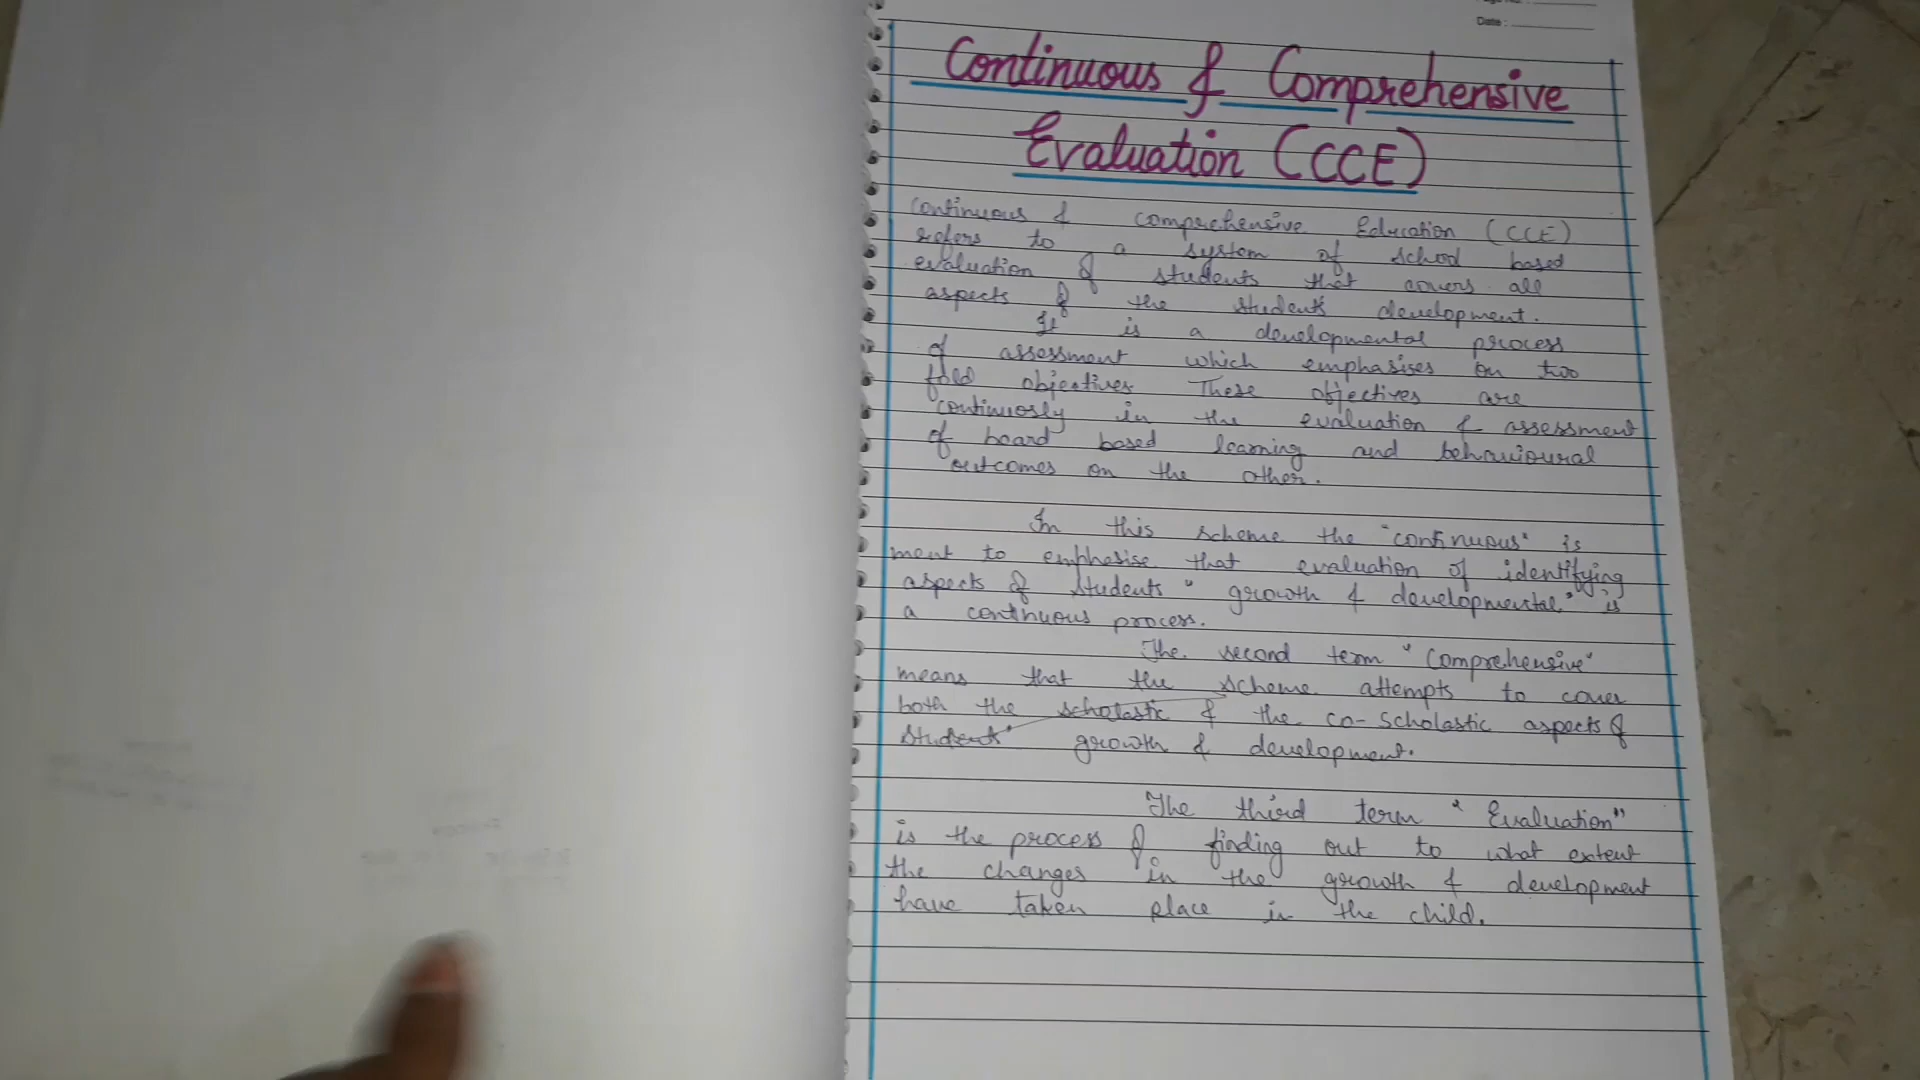 Date :
Continuous & Comprehensive
Evaluation (CCE)
Continuous & comprehensive Education (CCE)
refers to a system of school based
evaluation of students that covers all
aspects of the students development.
It is a developmental process
of assessment which emphasises on two
fold objectives These objectives are
continuosly in the evaluation & assessment
of board based learning and behavioural
outcomes on the other.
In this scheme the "continuous" is
ment to emphasise that evaluation of identifying
aspects of students "growth & developmental" is
a continuous process.
The second term "Comprehensive"
means that the scheme attempts to cover
both the scholastic & the co-scholastic aspects of
students' growth & development.
The third term "Evaluation"
is the process of finding out to what extent
the changes in the growth & development
have taken place in the child.